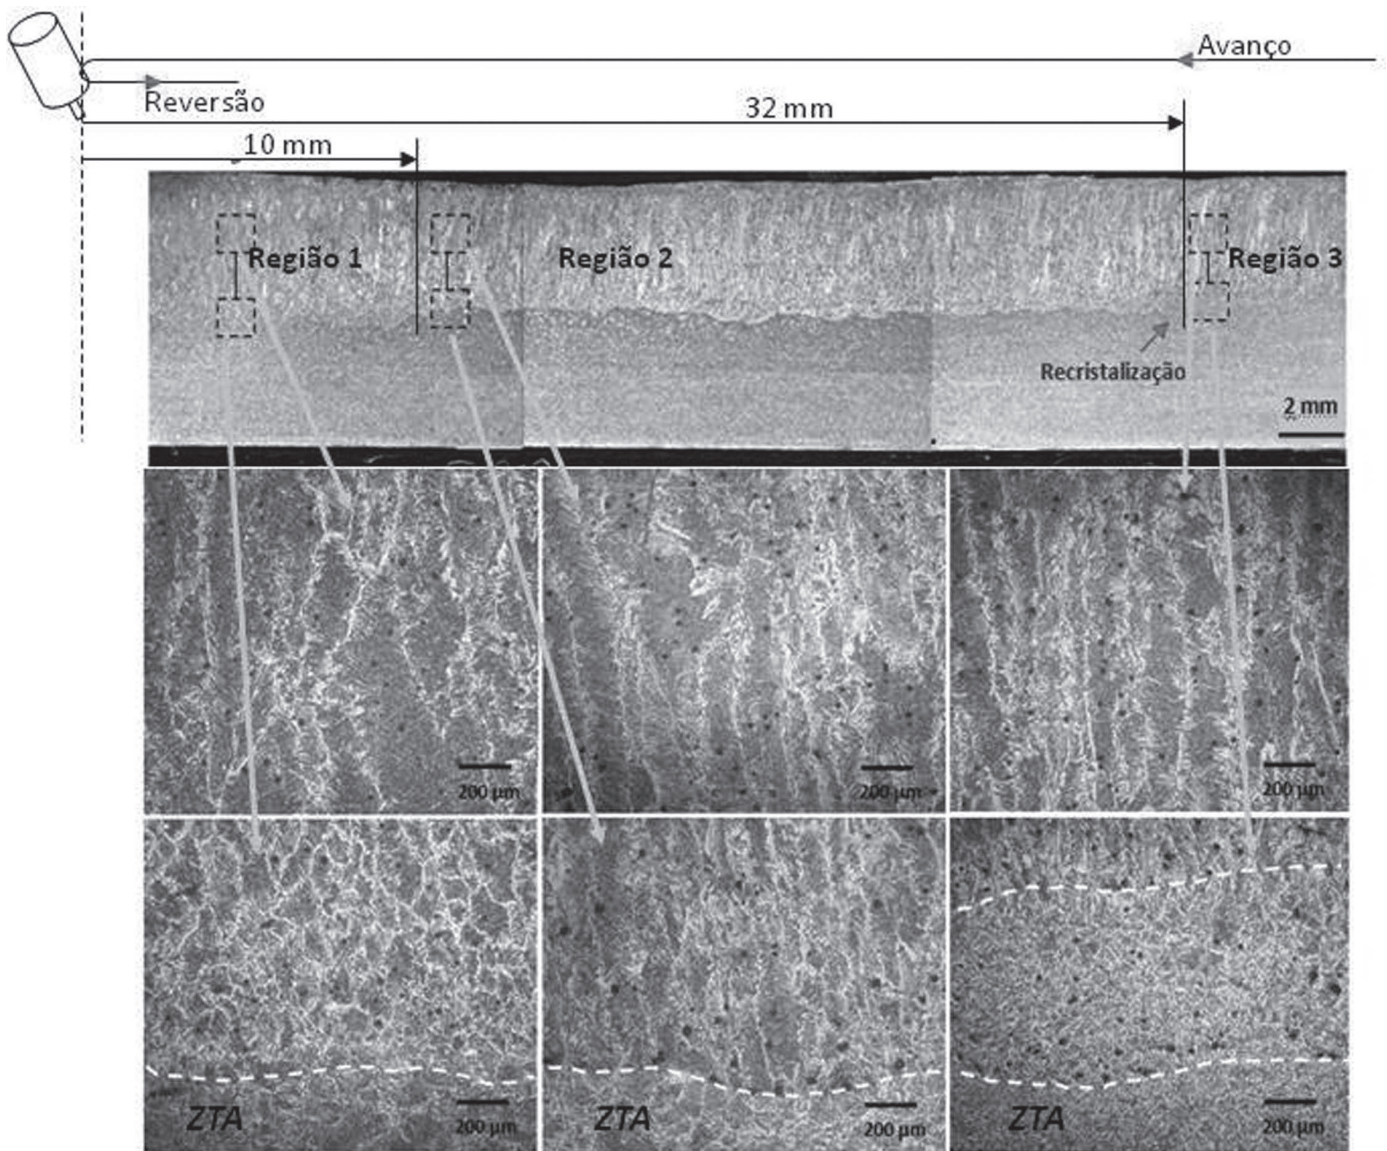 Avanço
Reversão
32 mm
10 mm
Região 1
Região 2
Região 3
Recristalização
2 mm
200 µm
200 µm
200 µm
ZTA
200 µm
ZTA
200 µm
ZTA
200 µm